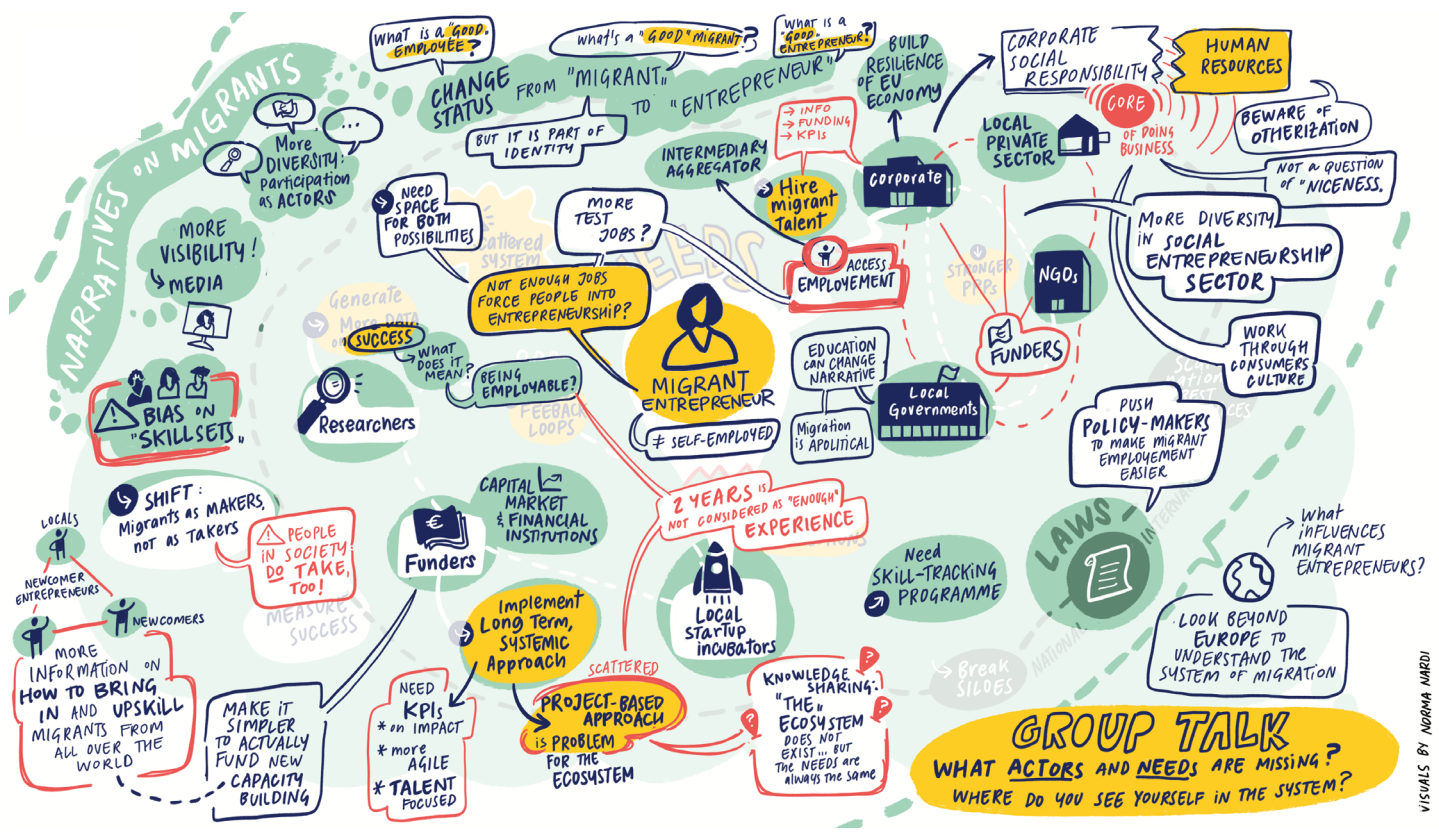 NARRATIVES ON MIGRANTS
What is a "GOOD
EMPLOYEE?"
What's a "GOOD" MIGRANT?
What is a
"GOOD"
ENTREPRENEUR?
CHANGE
STATUS
FROM "MIGRANT"
TO "ENTREPRENEUR"
BUT IT IS PART OF
IDENTITY
BUILD
RESILIENCE
OF EU
ECONOMY
CORPORATE
SOCIAL
RESPONSIBILITY
HUMAN
RESOURCES
CORE
OF DOING
BUSINESS
BEWARE OF
OTHERIZATION
NOT A QUESTION
OF "NICENESS.
More
DIVERSITY:
participation
as ACTORS
MORE
VISIBILITY!
MEDIA
NEED
SPACE
FOR BOTH
POSSIBILITIES
MORE
TEST
JOBS?
INTERMEDIARY
AGGREGATOR
→ INFO
→ FUNDING
→ KPIs
Hire
migrant
Talent
Corporate
LOCAL
PRIVATE
SECTOR
MORE DIVERSITY
IN SOCIAL
ENTREPRENEURSHIP
SECTOR
Scattered
SYSTEM
NEEDS
NOT ENOUGH JOBS
FORCE PEOPLE INTO
ENTREPRENEURSHIP?
ACCESS
EMPLOYEMENT
STRONGER
PPPs
NGOs
FUNDERS
WORK
THROUGH
CONSUMERS
CULTURE
Generate
More DATA
SUCCESS
WHAT
DOES IT
MEAN?
BEING
EMPLOYABLE?
FEEDBACK
LOOPS
MIGRANT
ENTREPRENEUR
≠ SELF-EMPLOYED
EDUCATION
CAN CHANGE
NARRATIVE
Migration
is APOLITICAL
Local
Governments
BIAS ON
"SKILL SETS"
Researchers
PUSH
POLICY-MAKERS
TO MAKE MIGRANT
EMPLOYEMENT
EASIER
SHIFT:
Migrants as MAKERS,
not as TAKERS
PEOPLE
IN SOCIETY
DO TAKE,
TOO!
MEASURE
SUCCESS
LOCALS
NEWCOMER
ENTREPRENEURS
NEWCOMERS
CAPITAL
MARKET
& FINANCIAL
INSTITUTIONS
Funders
2 YEARS IS
NOT CONSIDERED AS "ENOUGH"
EXPERIENCE
Need
SKILL-TRACKING
PROGRAMME
LAWS
NATIONAL
What
influences
MIGRANT
ENTREPRENEURS?
LOOK BEYOND
EUROPE TO
UNDERSTAND THE
SYSTEM OF MIGRATION
Implement
Long Term,
SYSTEMIC
Approach
Local
Startup
incubators
Break
SILOES
MORE
INFORMATION ON
HOW TO BRING
IN AND UPSKILL
MIGRANTS FROM
ALL OVER THE
WORLD
MAKE IT
SIMPLER
TO ACTUALLY
FUND NEW
CAPACITY
BUILDING
NEED
KPIs
* on IMPACT
* more
AGILE
* TALENT
FOCUSED
SCATTERED
PROJECT-BASED
APPROACH
is PROBLEM
FOR THE
ECOSYSTEM
KNOWLEDGE
SHARING:
"THE"
ECOSYSTEM
DOES NOT
EXIST... BUT
THE NEEDS are
always the same
GROUP TALK
WHAT ACTORS AND NEEDS ARE MISSING?
WHERE DO YOU SEE YOURSELF IN THE SYSTEM?
VISUALS BY NORMA NARDI